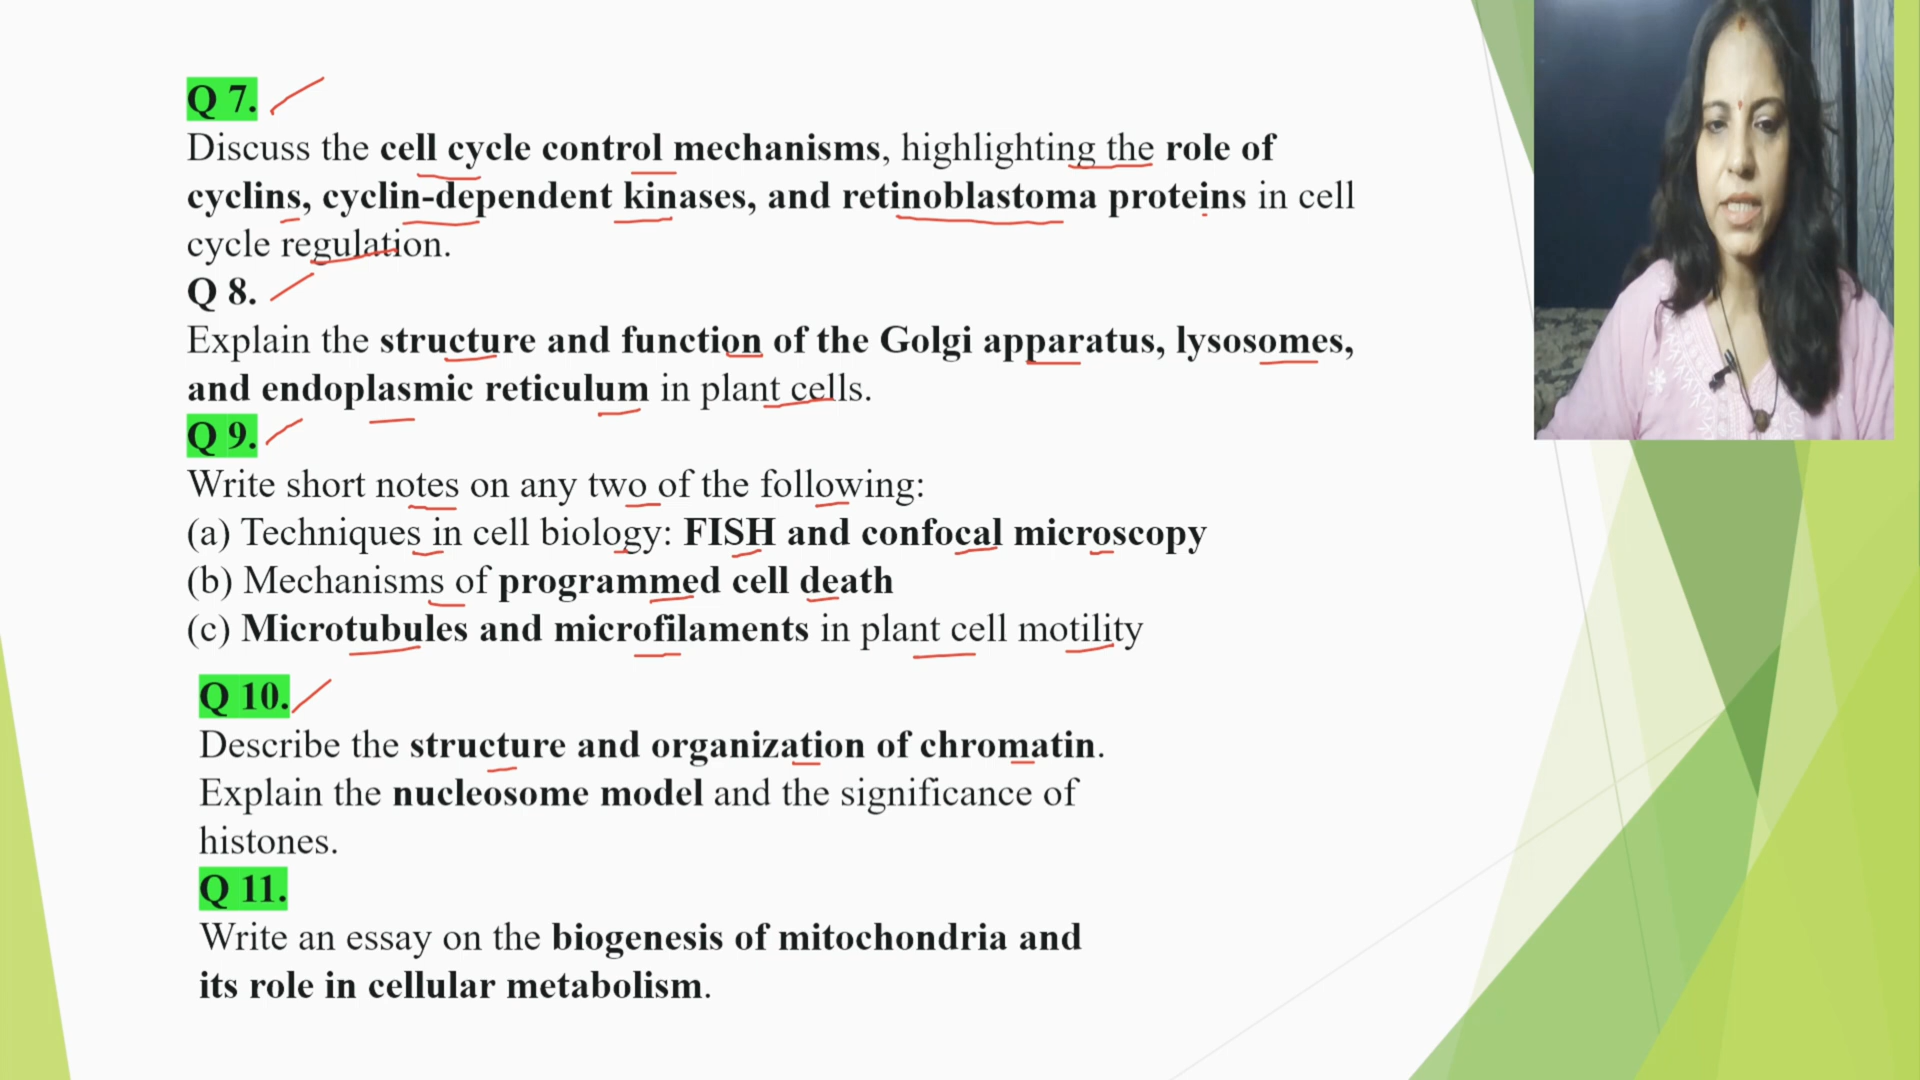 Q 7.
Discuss the cell cycle control mechanisms, highlighting the role of
cyclins, cyclin-dependent kinases, and retinoblastoma proteins in cell
cycle regulation.
Q 8.
Explain the structure and function of the Golgi apparatus, lysosomes,
and endoplasmic reticulum in plant cells.
Q 9.
Write short notes on any two of the following:
(a) Techniques in cell biology: FISH and confocal microscopy
(b) Mechanisms of programmed cell death
(c) Microtubules and microfilaments in plant cell motility
Q 10.
Describe the structure and organization of chromatin.
Explain the nucleosome model and the significance of
histones.
Q 11.
Write an essay on the biogenesis of mitochondria and
its role in cellular metabolism.